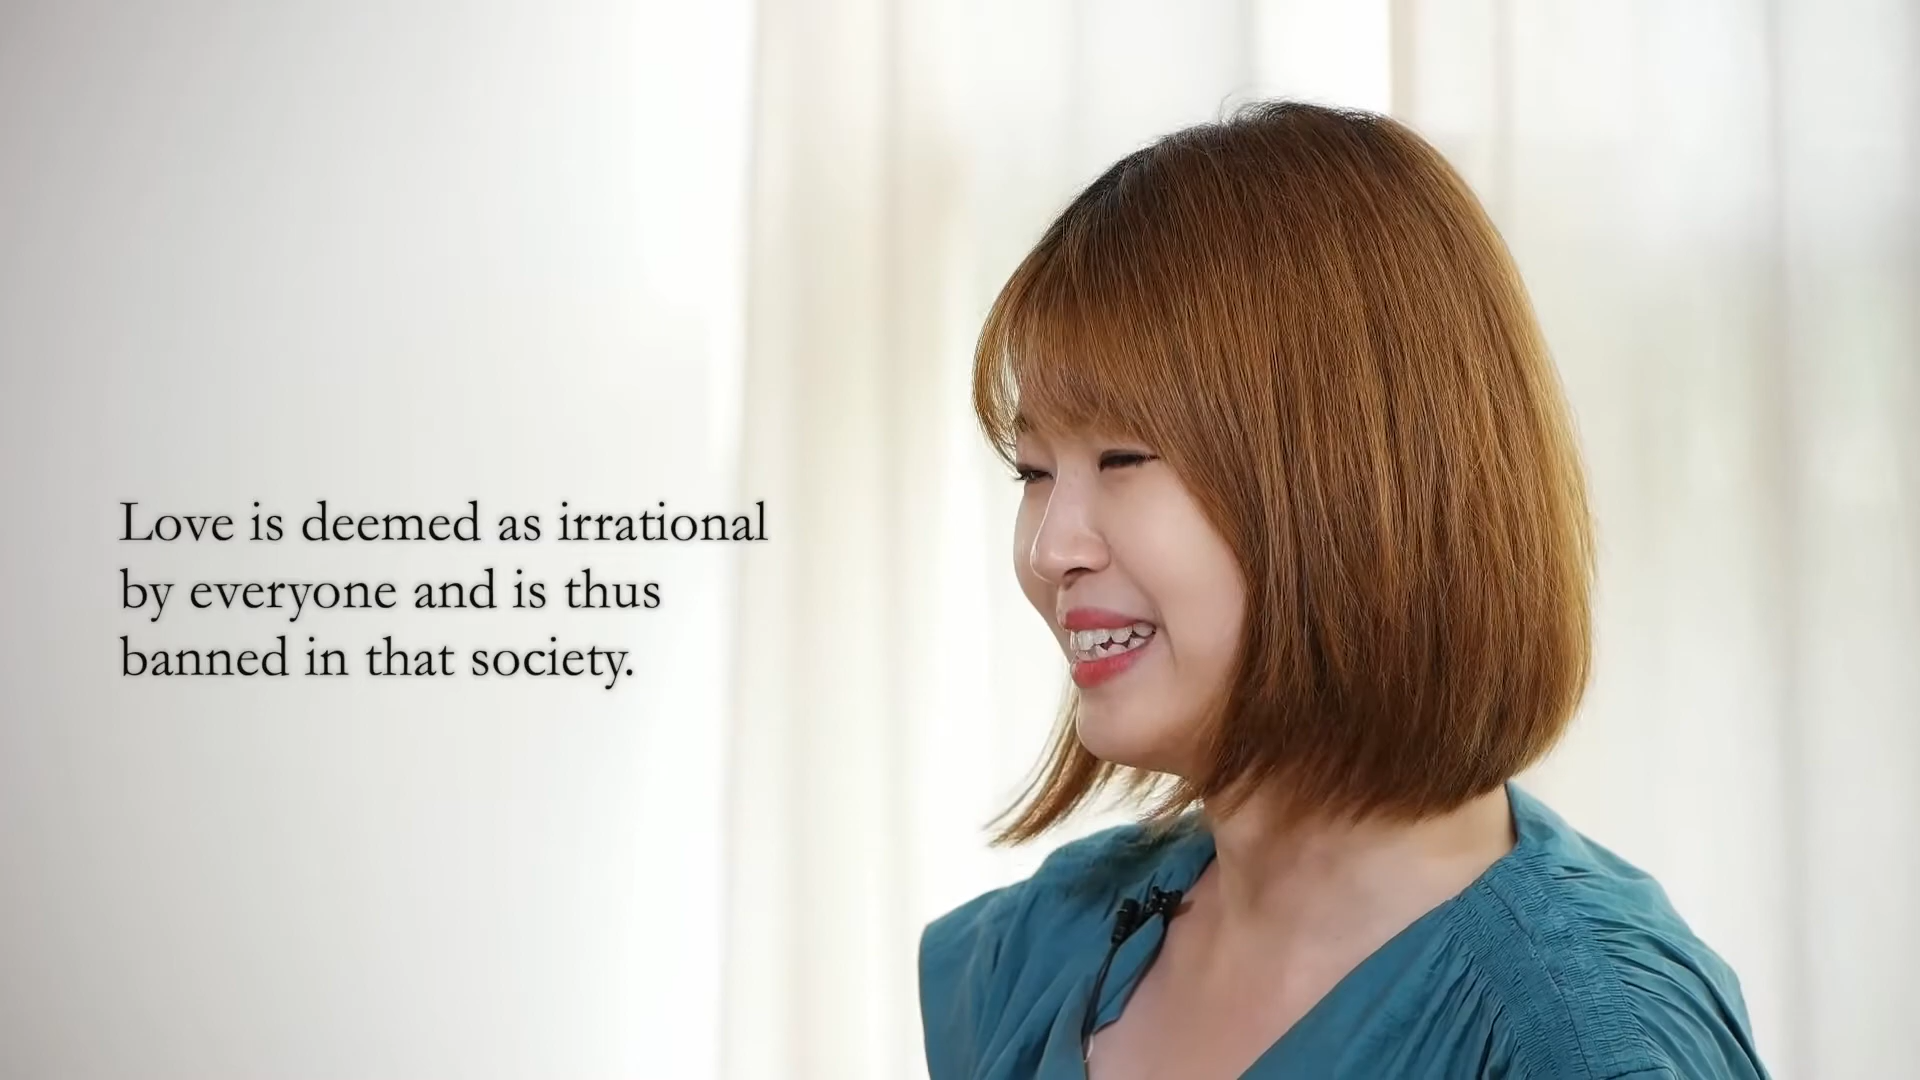 Love is deemed as irrational
by everyone and is thus
banned in that society.